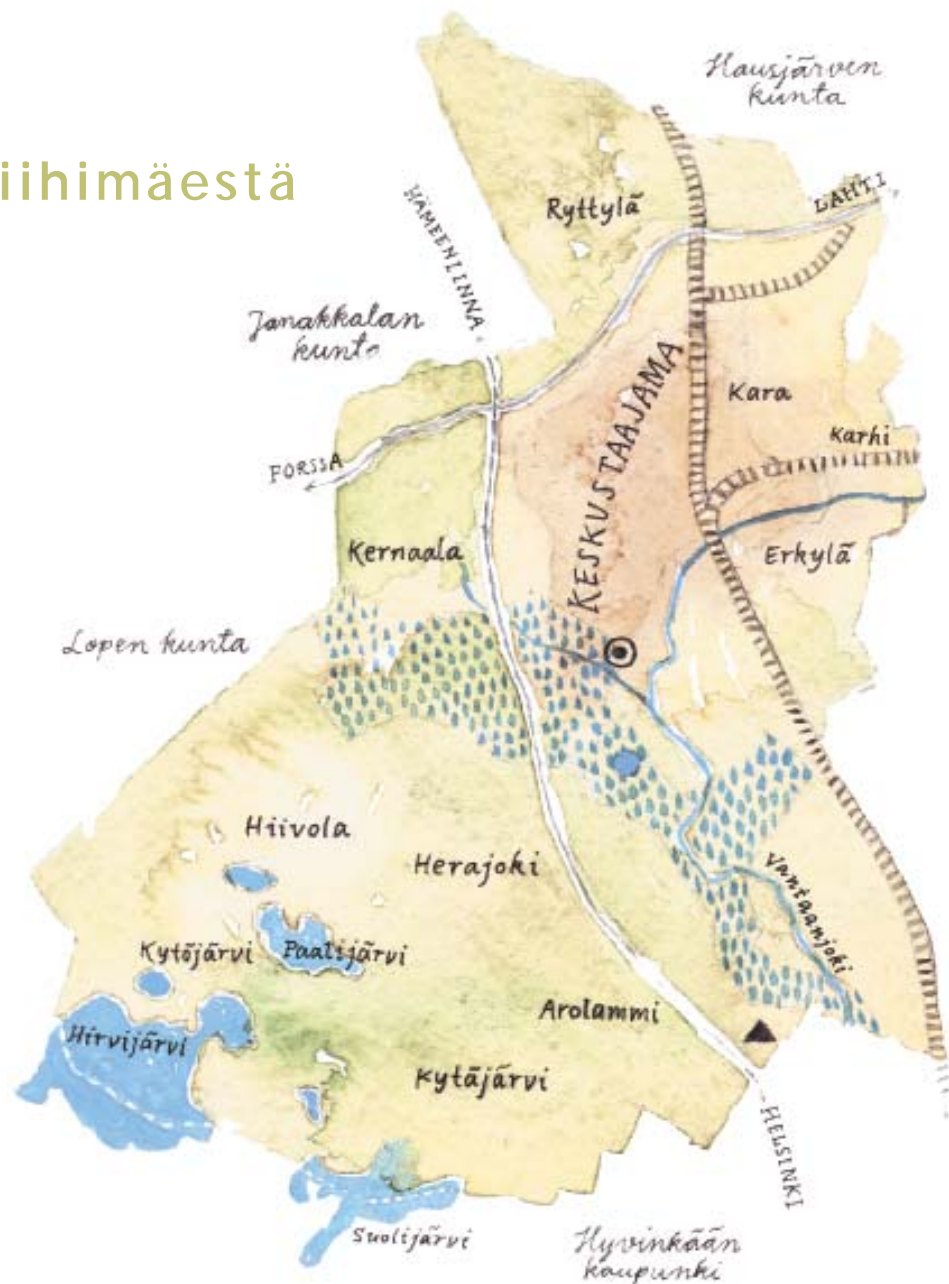 iihimäestä
Hausjärven
kunta
Ryttylä
LAHTI
HÄMEENLINNA
Janakkalan
kunta
KESKUSTAAJAMA
Kara
Karhi
FORSSA
Kernaala
Erkylä
Lopen kunta
Hiivola
Herajoki
Vantaanjoki
Kytöjärvi
Paalijärvi
Arolammi
Hirvijärvi
Kytäjärvi
HELSINKI
Suolijärvi
Hyvinkään
kaupunki